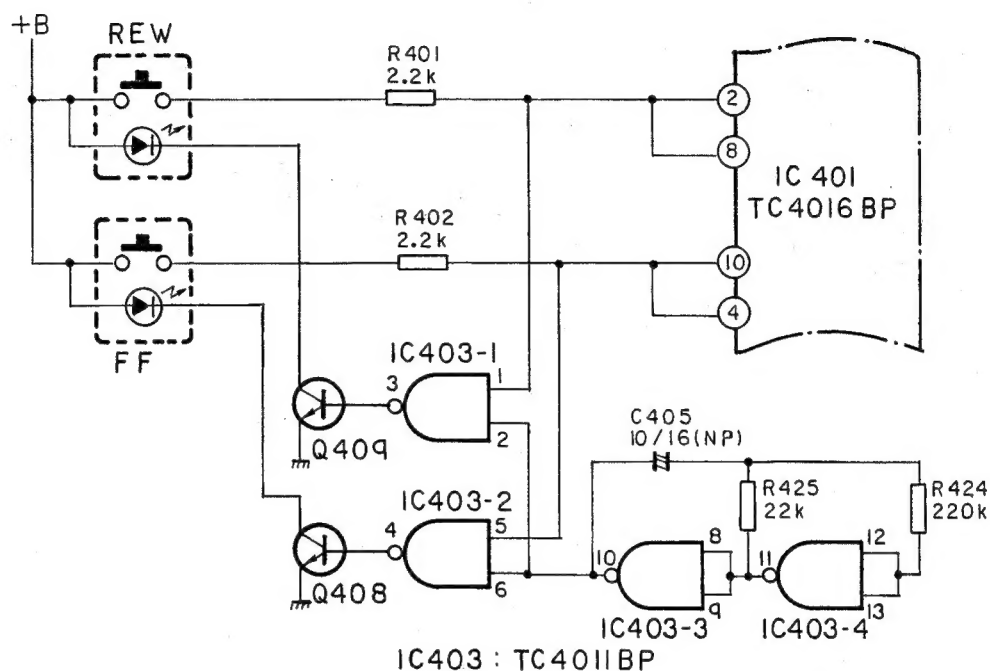 +B
REW
R401
2.2k
2
8
IC 401
TC4016BP
R402
2.2k
10
4
FF
IC403-1
3
1
2
Q409
C405
10/16(NP)
IC403-2
4
5
6
R425
22k
R424
220k
Q408
10
8
9
11
12
13
IC403-3
IC403-4
IC403 : TC4011BP